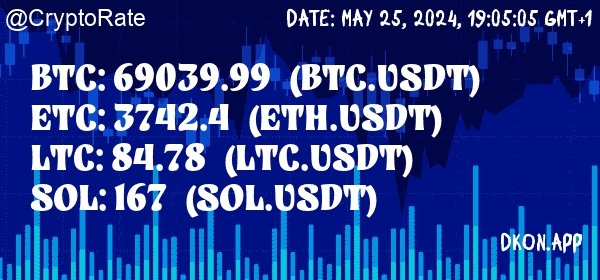 @CryptoRate
DATE: MAY 25, 2024, 19:05:05 GMT+1
BTC: 69039.99 (BTC.USDT)
ETC: 3742.4 (ETH.USDT)
LTC: 84.78 (LTC.USDT)
SOL: 167 (SOL.USDT)
DKON.APP